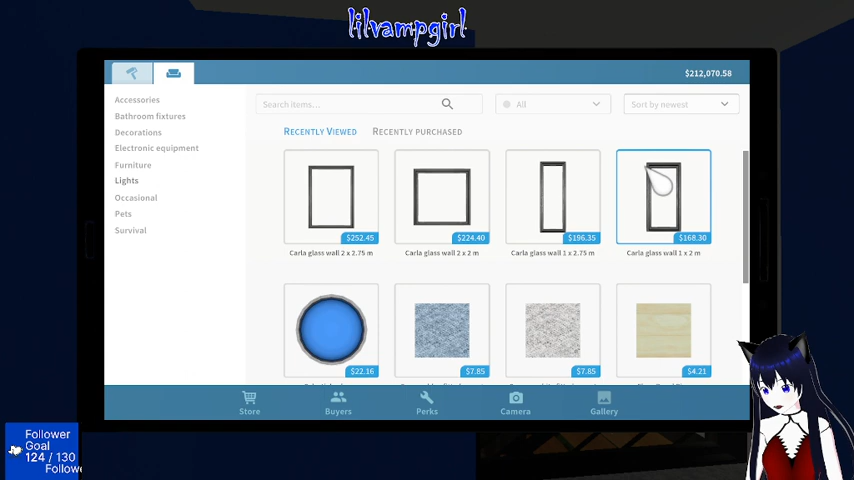 lilvampgirl
$212,070.58
Accessories
Bathroom fixtures
Decorations
Electronic equipment
Furniture
Lights
Occasional
Pets
Survival
Search items...
All
Sort by newest
Recently Viewed
Recently purchased
$252.45
$224.40
$196.35
$168.30
Carla glass wall 2 x 2.75 m
Carla glass wall 2 x 2 m
Carla glass wall 1 x 2.75 m
Carla glass wall 1 x 2 m
$22.16
$7.85
$7.85
$4.21
Store
Buyers
Perks
Camera
Gallery
Follower
Goal
124 / 130
Followe